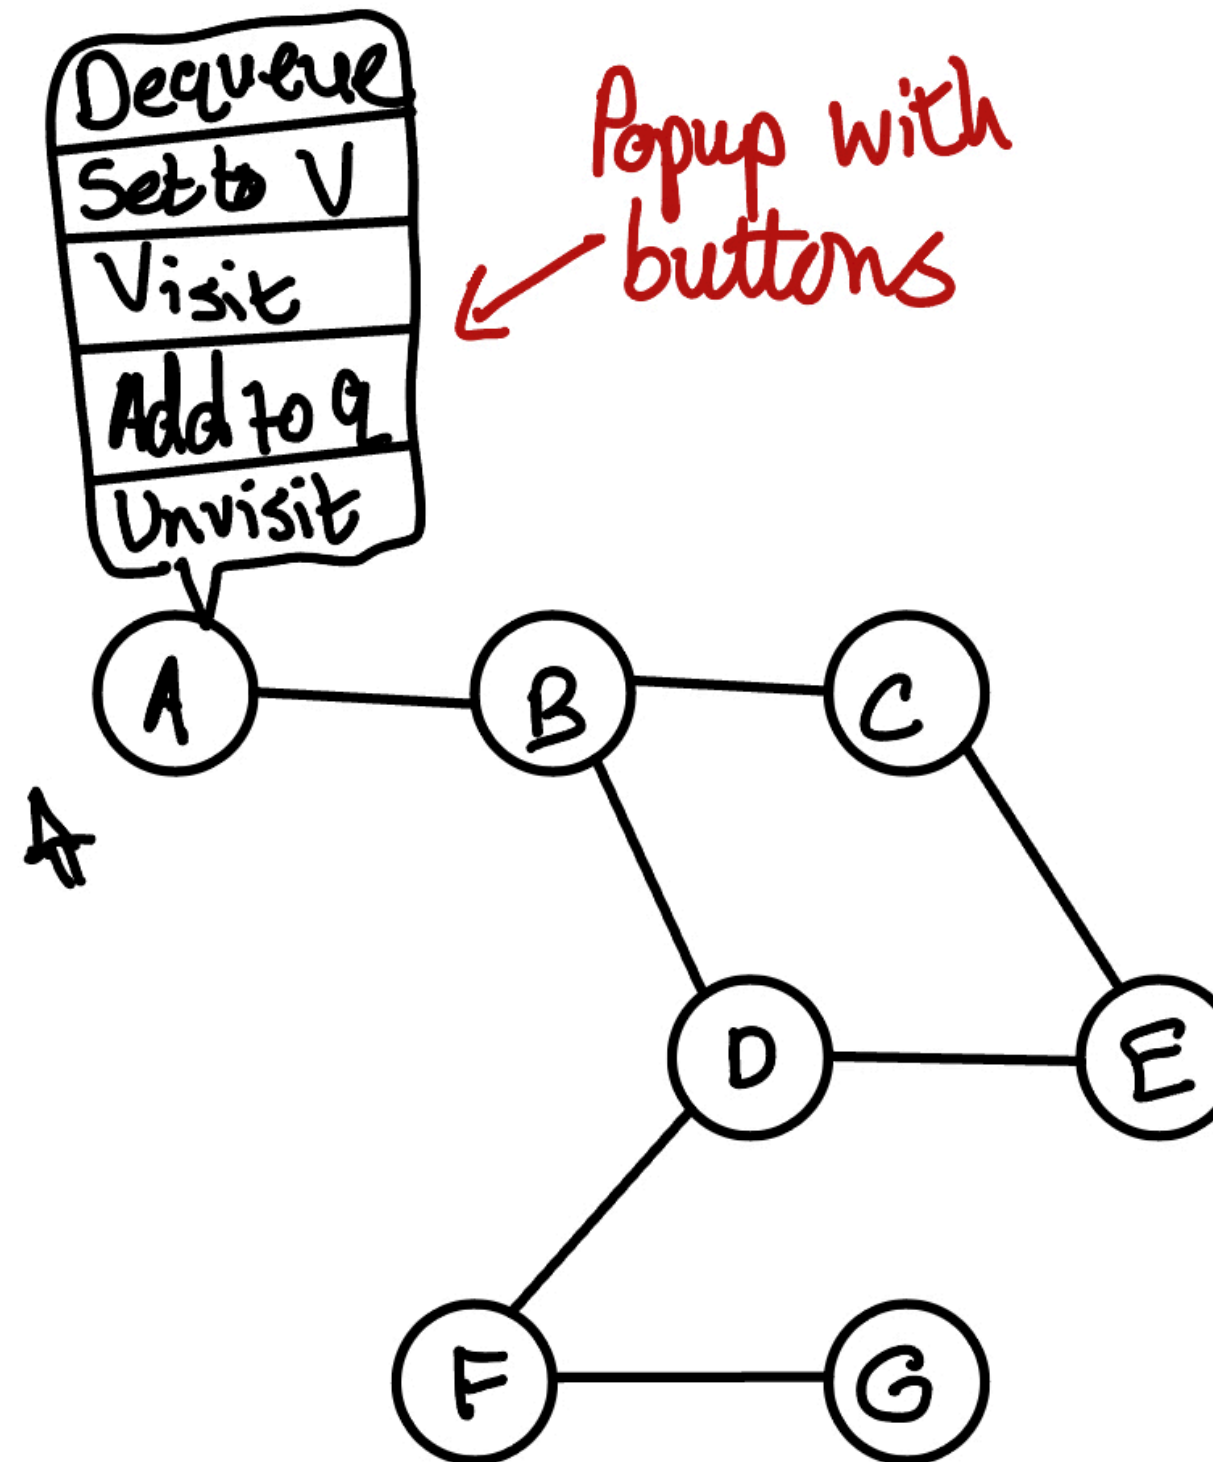 Dequeue
Set to V
Visit
Add to q
Unvisit
Popup with
buttons
A
B
C
A
D
E
F
G